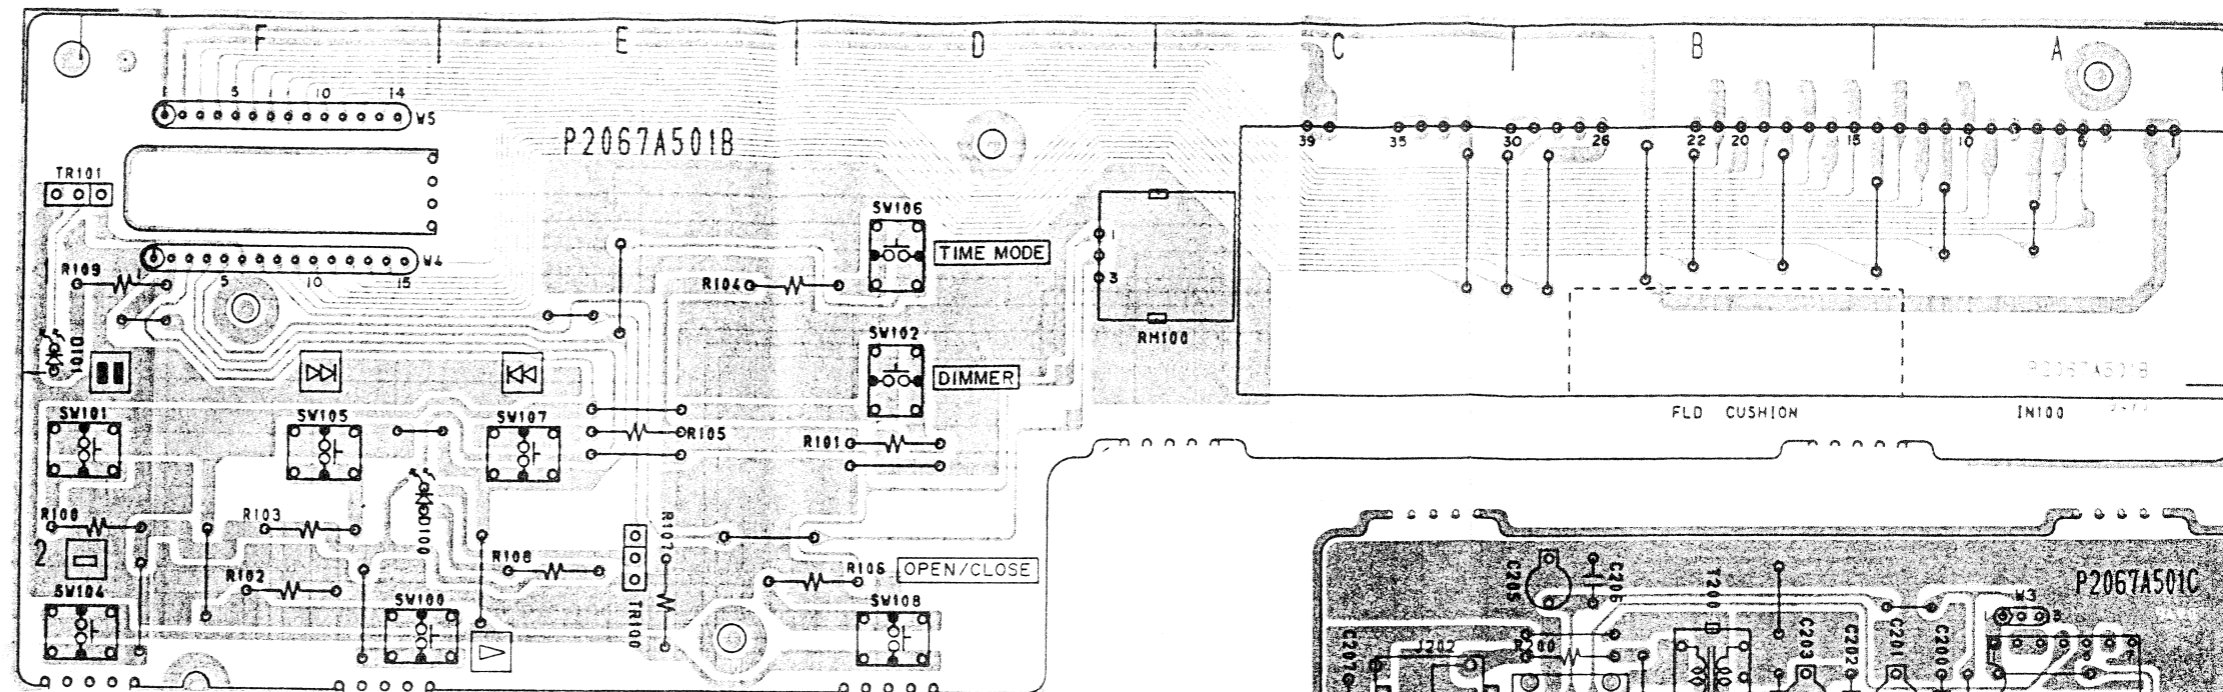 F E D C B A
5 10 14 W5
P2067A501B
39 35 30 26 22 20 15 10 5 1
TR101
SW106
TIME MODE
1
3
RM100
W4
5 10 15
R109
R104
SW102
DIMMER
D101
P2067A501B
FLD CUSHION IN100
SW101 SW105 SW107
R105 R101
R100 R103 D100
R107
2
R108
R102
R106 OPEN/CLOSE
SW104 SW100 TR100 SW108
C205 C206 T200
P2067A501C
W3
C207 J202 R200 C203 C202 C201 C200